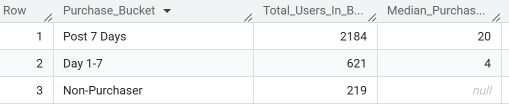 Row Purchase_Bucket Total_Users_In_B... Median_Purchas...
1 Post 7 Days 2184 20
2 Day 1-7 621 4
3 Non-Purchaser 219 null